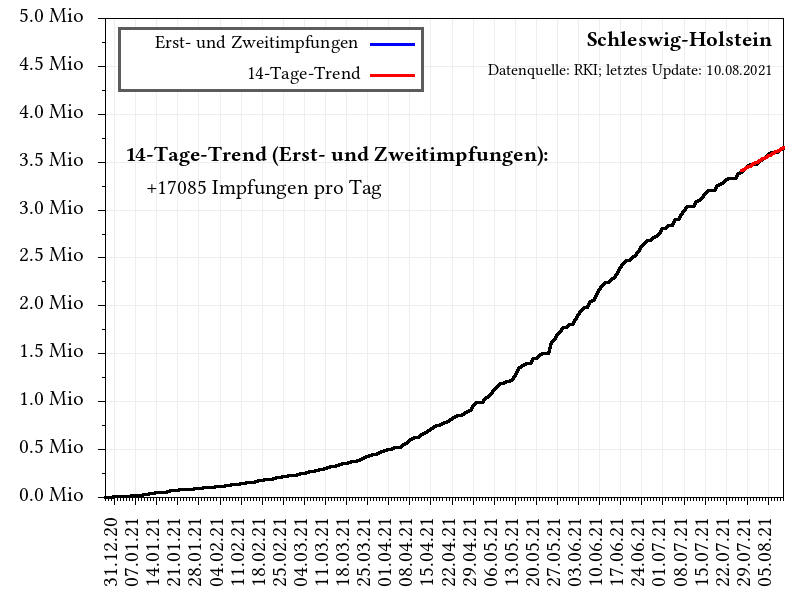 5.0 Mio
4.5 Mio
4.0 Mio
3.5 Mio
3.0 Mio
2.5 Mio
2.0 Mio
1.5 Mio
1.0 Mio
0.5 Mio
0.0 Mio
Erst- und Zweitimpfungen
14-Tage-Trend
Schleswig-Holstein
Datenquelle: RKI; letztes Update: 10.08.2021
14-Tage-Trend (Erst- und Zweitimpfungen):
+17085 Impfungen pro Tag
31.12.20
07.01.21
14.01.21
21.01.21
28.01.21
04.02.21
11.02.21
18.02.21
25.02.21
04.03.21
11.03.21
18.03.21
25.03.21
01.04.21
08.04.21
15.04.21
22.04.21
29.04.21
06.05.21
13.05.21
20.05.21
27.05.21
03.06.21
10.06.21
17.06.21
24.06.21
01.07.21
08.07.21
15.07.21
22.07.21
29.07.21
05.08.21